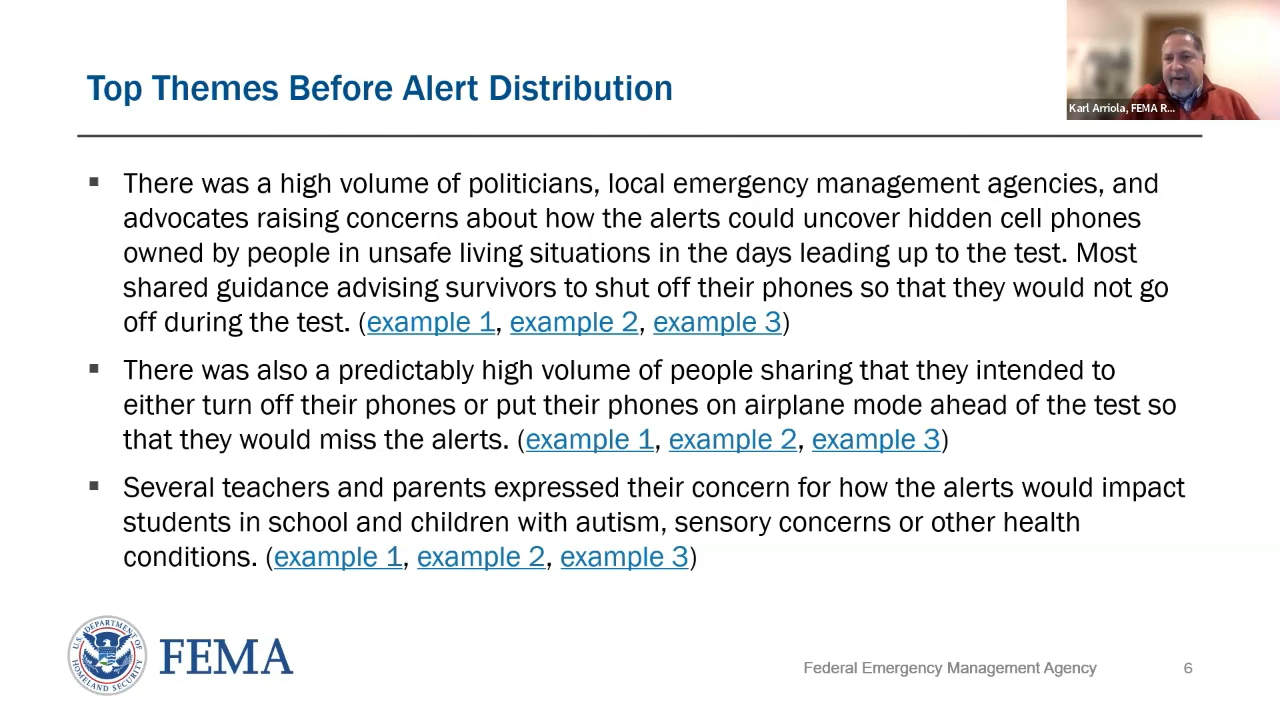 Top Themes Before Alert Distribution
Karl Arriola, FEMA R...
▪ There was a high volume of politicians, local emergency management agencies, and
advocates raising concerns about how the alerts could uncover hidden cell phones
owned by people in unsafe living situations in the days leading up to the test. Most
shared guidance advising survivors to shut off their phones so that they would not go
off during the test. (example 1, example 2, example 3)
▪ There was also a predictably high volume of people sharing that they intended to
either turn off their phones or put their phones on airplane mode ahead of the test so
that they would miss the alerts. (example 1, example 2, example 3)
▪ Several teachers and parents expressed their concern for how the alerts would impact
students in school and children with autism, sensory concerns or other health
conditions. (example 1, example 2, example 3)
U.S. DEPARTMENT OF
HOMELAND SECURITY
FEMA
Federal Emergency Management Agency
6